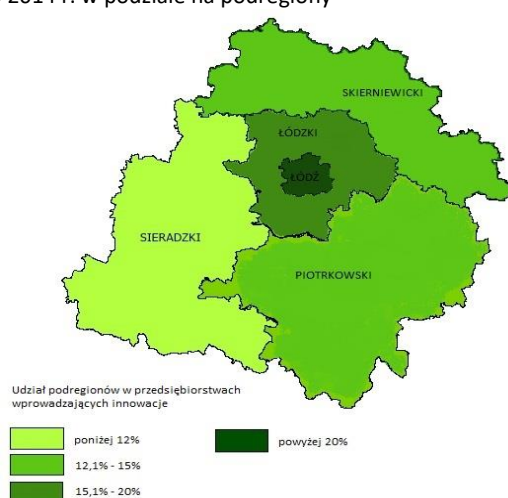 2014 r. w podziale na podregiony
SKIERNIEWICKI
ŁÓDZKI
ŁÓDŹ
SIERADZKI
PIOTRKOWSKI
Udział podregionów w przedsiębiorstwach
wprowadzających innowacje
poniżej 12%
powyżej 20%
12,1% - 15%
15,1% - 20%